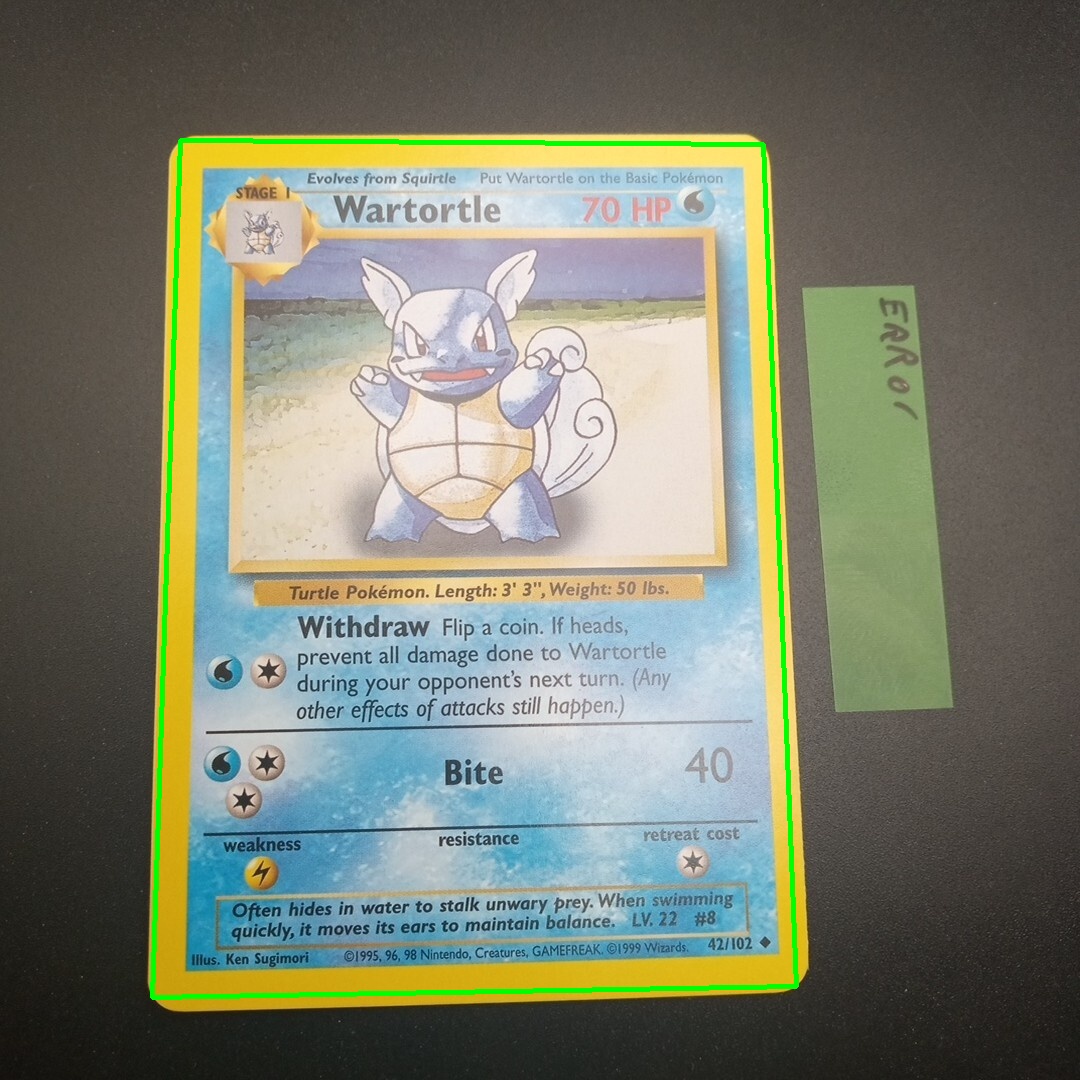 Evolves from Squirtle Put Wartortle on the Basic Pokémon
STAGE 1
Wartortle 70 HP
ERROr
Turtle Pokémon. Length: 3' 3", Weight: 50 lbs.
Withdraw Flip a coin. If heads,
prevent all damage done to Wartortle
during your opponent's next turn. (Any
other effects of attacks still happen.)
Bite 40
weakness resistance retreat cost
Often hides in water to stalk unwary prey. When swimming
quickly, it moves its ears to maintain balance. LV. 22 #8
Illus. Ken Sugimori ©1995, 96, 98 Nintendo, Creatures, GAMEFREAK. ©1999 Wizards. 42/102